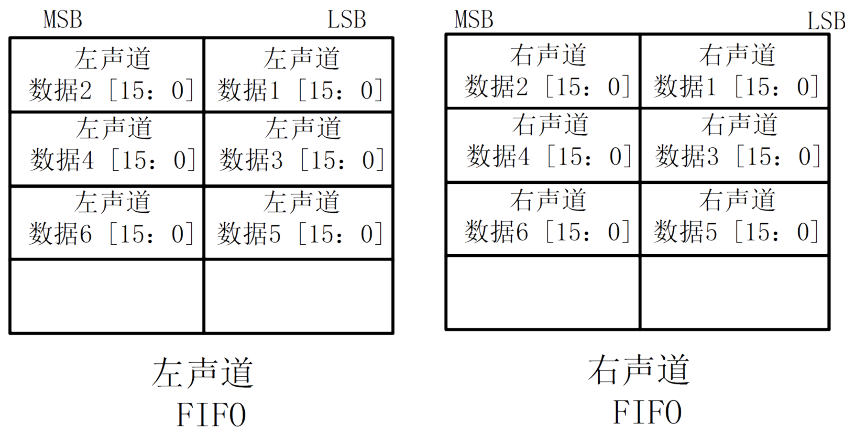 MSB LSB
左声道 左声道
数据2 [15: 0] 数据1 [15: 0]
左声道 左声道
数据4 [15: 0] 数据3 [15: 0]
左声道 左声道
数据6 [15: 0] 数据5 [15: 0]
左声道
FIFO
MSB LSB
右声道 右声道
数据2 [15: 0] 数据1 [15: 0]
右声道 右声道
数据4 [15: 0] 数据3 [15: 0]
右声道 右声道
数据6 [15: 0] 数据5 [15: 0]
右声道
FIFO